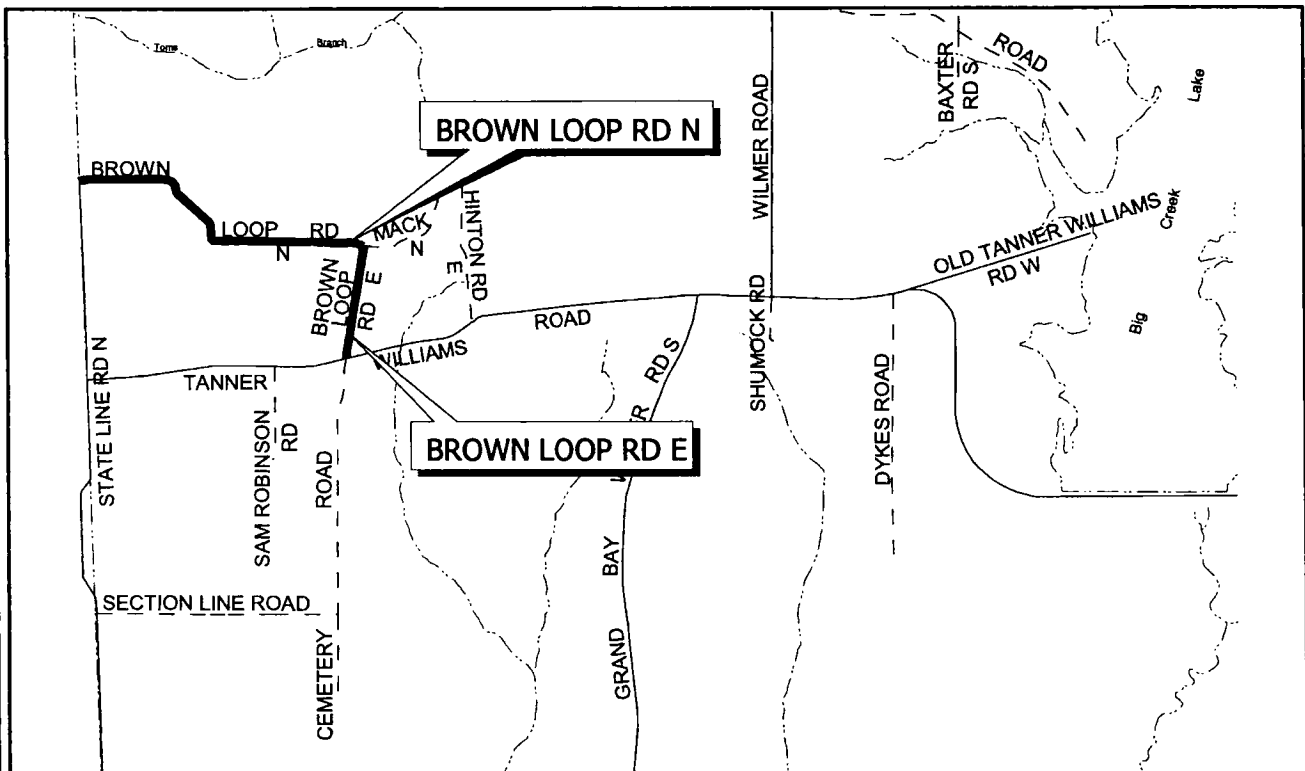 Toms Branch
ROAD
BAXTER
RD S
Lake
BROWN LOOP RD N
WILMER ROAD
BROWN
HINTON RD
E
MACK
N
LOOP RD
N
OLD TANNER WILLIAMS
RD W
Creek
BROWN
LOOP
RD E
Big
ROAD
WILLIAMS
TANNER
SHUMOCK RD
RD S
ER
STATE LINE RD N
SAM ROBINSON
RD
ROAD
BROWN LOOP RD E
DYKES ROAD
BAY
SECTION LINE ROAD
CEMETERY
GRAND